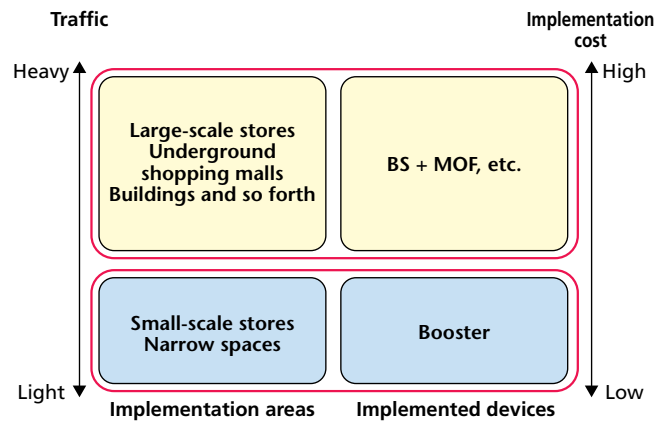 Traffic
Implementation
cost
Heavy
High
Large-scale stores
Underground
shopping malls
Buildings and so forth
BS + MOF, etc.
Small-scale stores
Narrow spaces
Booster
Light
Low
Implementation areas
Implemented devices